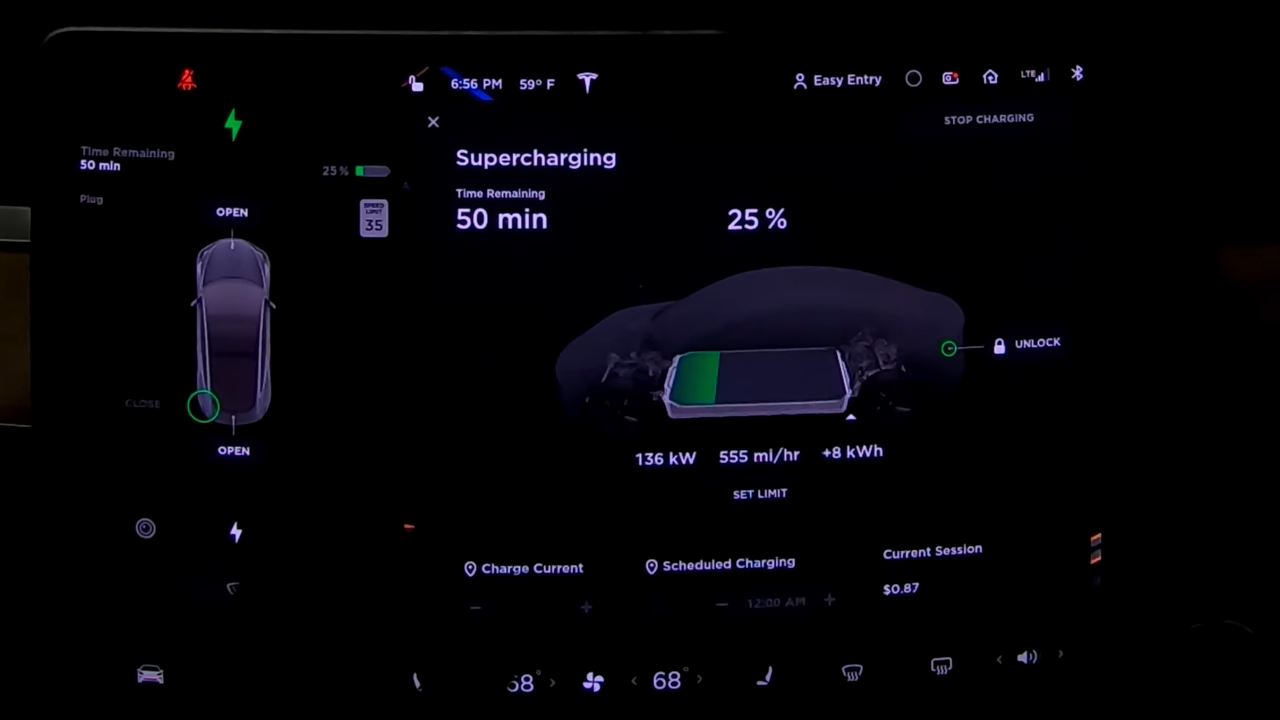 6:56 PM 59° F
Easy Entry
LTE
STOP CHARGING
Time Remaining
50 min
25 %
Plug
SPEED LIMIT 35
OPEN
CLOSE
OPEN
Supercharging
Time Remaining
50 min
25 %
UNLOCK
136 kW 555 mi/hr +8 kWh
SET LIMIT
Charge Current
Scheduled Charging
Current Session
− +
− 12:00 AM +
$0.87
68°
< 68° >
< >